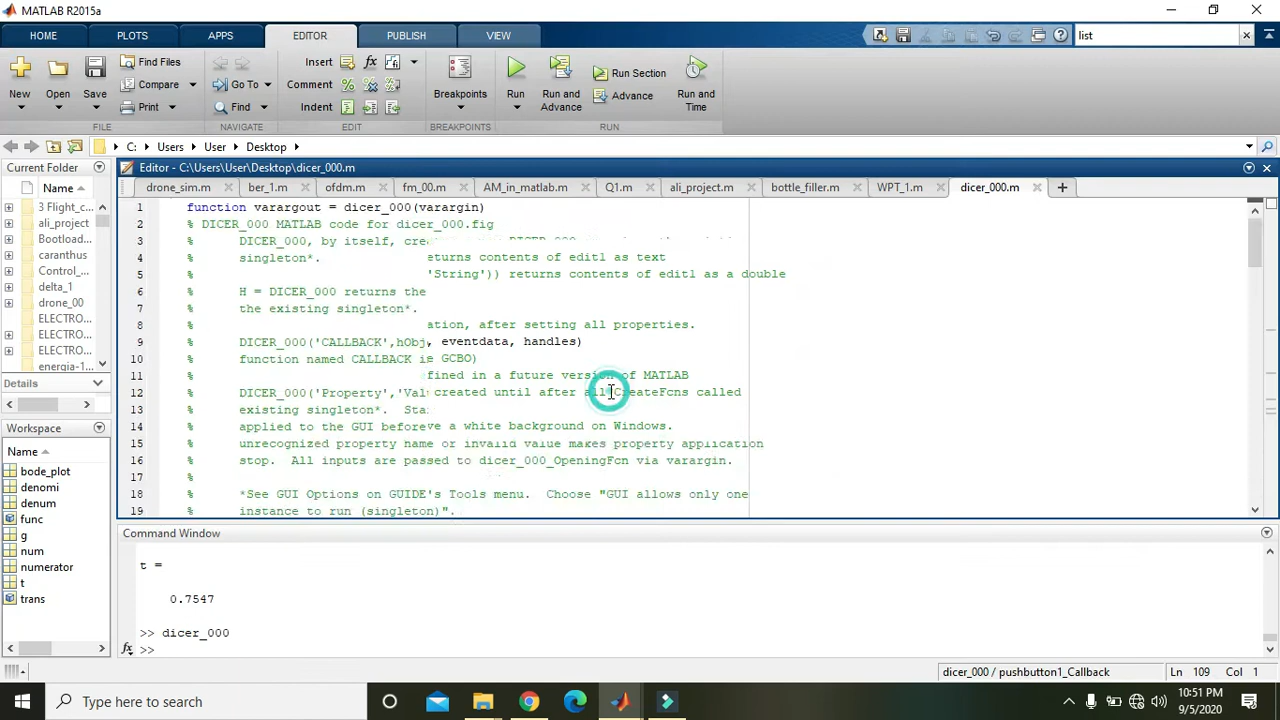 MATLAB R2015a
HOME PLOTS APPS EDITOR PUBLISH VIEW list
New Open Save Find Files Compare Print
Go To Find
Insert fx Comment Indent
Breakpoints
Run Run and Advance Run Section Advance Run and Time
FILE NAVIGATE EDIT BREAKPOINTS RUN
C: Users User Desktop
Current Folder
Name
3 Flight_c
ali_project
Bootload
caranthus
Control_
delta_1
drone_00
ELECTRO
ELECTRO
ELECTRO
energia-1
Details
Workspace
Name
bode_plot
denomi
denum
func
g
num
numerator
t
trans
Editor - C:\Users\User\Desktop\dicer_000.m
drone_sim.m ber_1.m ofdm.m fm_00.m AM_in_matlab.m Q1.m ali_project.m bottle_filler.m WPT_1.m dicer_000.m
1 function varargout = dicer_000(varargin)
2 % DICER_000 MATLAB code for dicer_000.fig
3 % DICER_000, by itself, crea
4 % singleton*. eturns contents of edit1 as text
5 % 'String')) returns contents of edit1 as a double
6 % H = DICER_000 returns the
7 % the existing singleton*.
8 % ation, after setting all properties.
9 % DICER_000('CALLBACK',hObj, eventdata, handles)
10 % function named CALLBACK ie GCBO)
11 % fined in a future version of MATLAB
12 % DICER_000('Property','Val created until after all CreateFcns called
13 % existing singleton*. Sta
14 % applied to the GUI beforeve a white background on Windows.
15 % unrecognized property name or invalid value makes property application
16 % stop. All inputs are passed to dicer_000_OpeningFcn via varargin.
17 %
18 % *See GUI Options on GUIDE's Tools menu. Choose "GUI allows only one
19 % instance to run (singleton)".
Command Window
t =
0.7547
>> dicer_000
fx >>
dicer_000 / pushbutton1_Callback Ln 109 Col 1
Type here to search
10:51 PM
9/5/2020